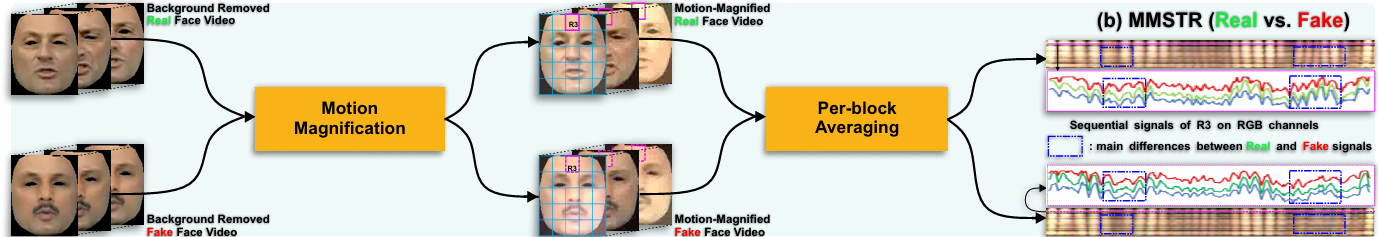 Background Removed
Real Face Video
Motion
Magnification
R3
Motion-Magnified
Real Face Video
Per-block
Averaging
(b) MMSTR (Real vs. Fake)
Sequential signals of R3 on RGB channels
: main differences between Real and Fake signals
Background Removed
Fake Face Video
R3
Motion-Magnified
Fake Face Video